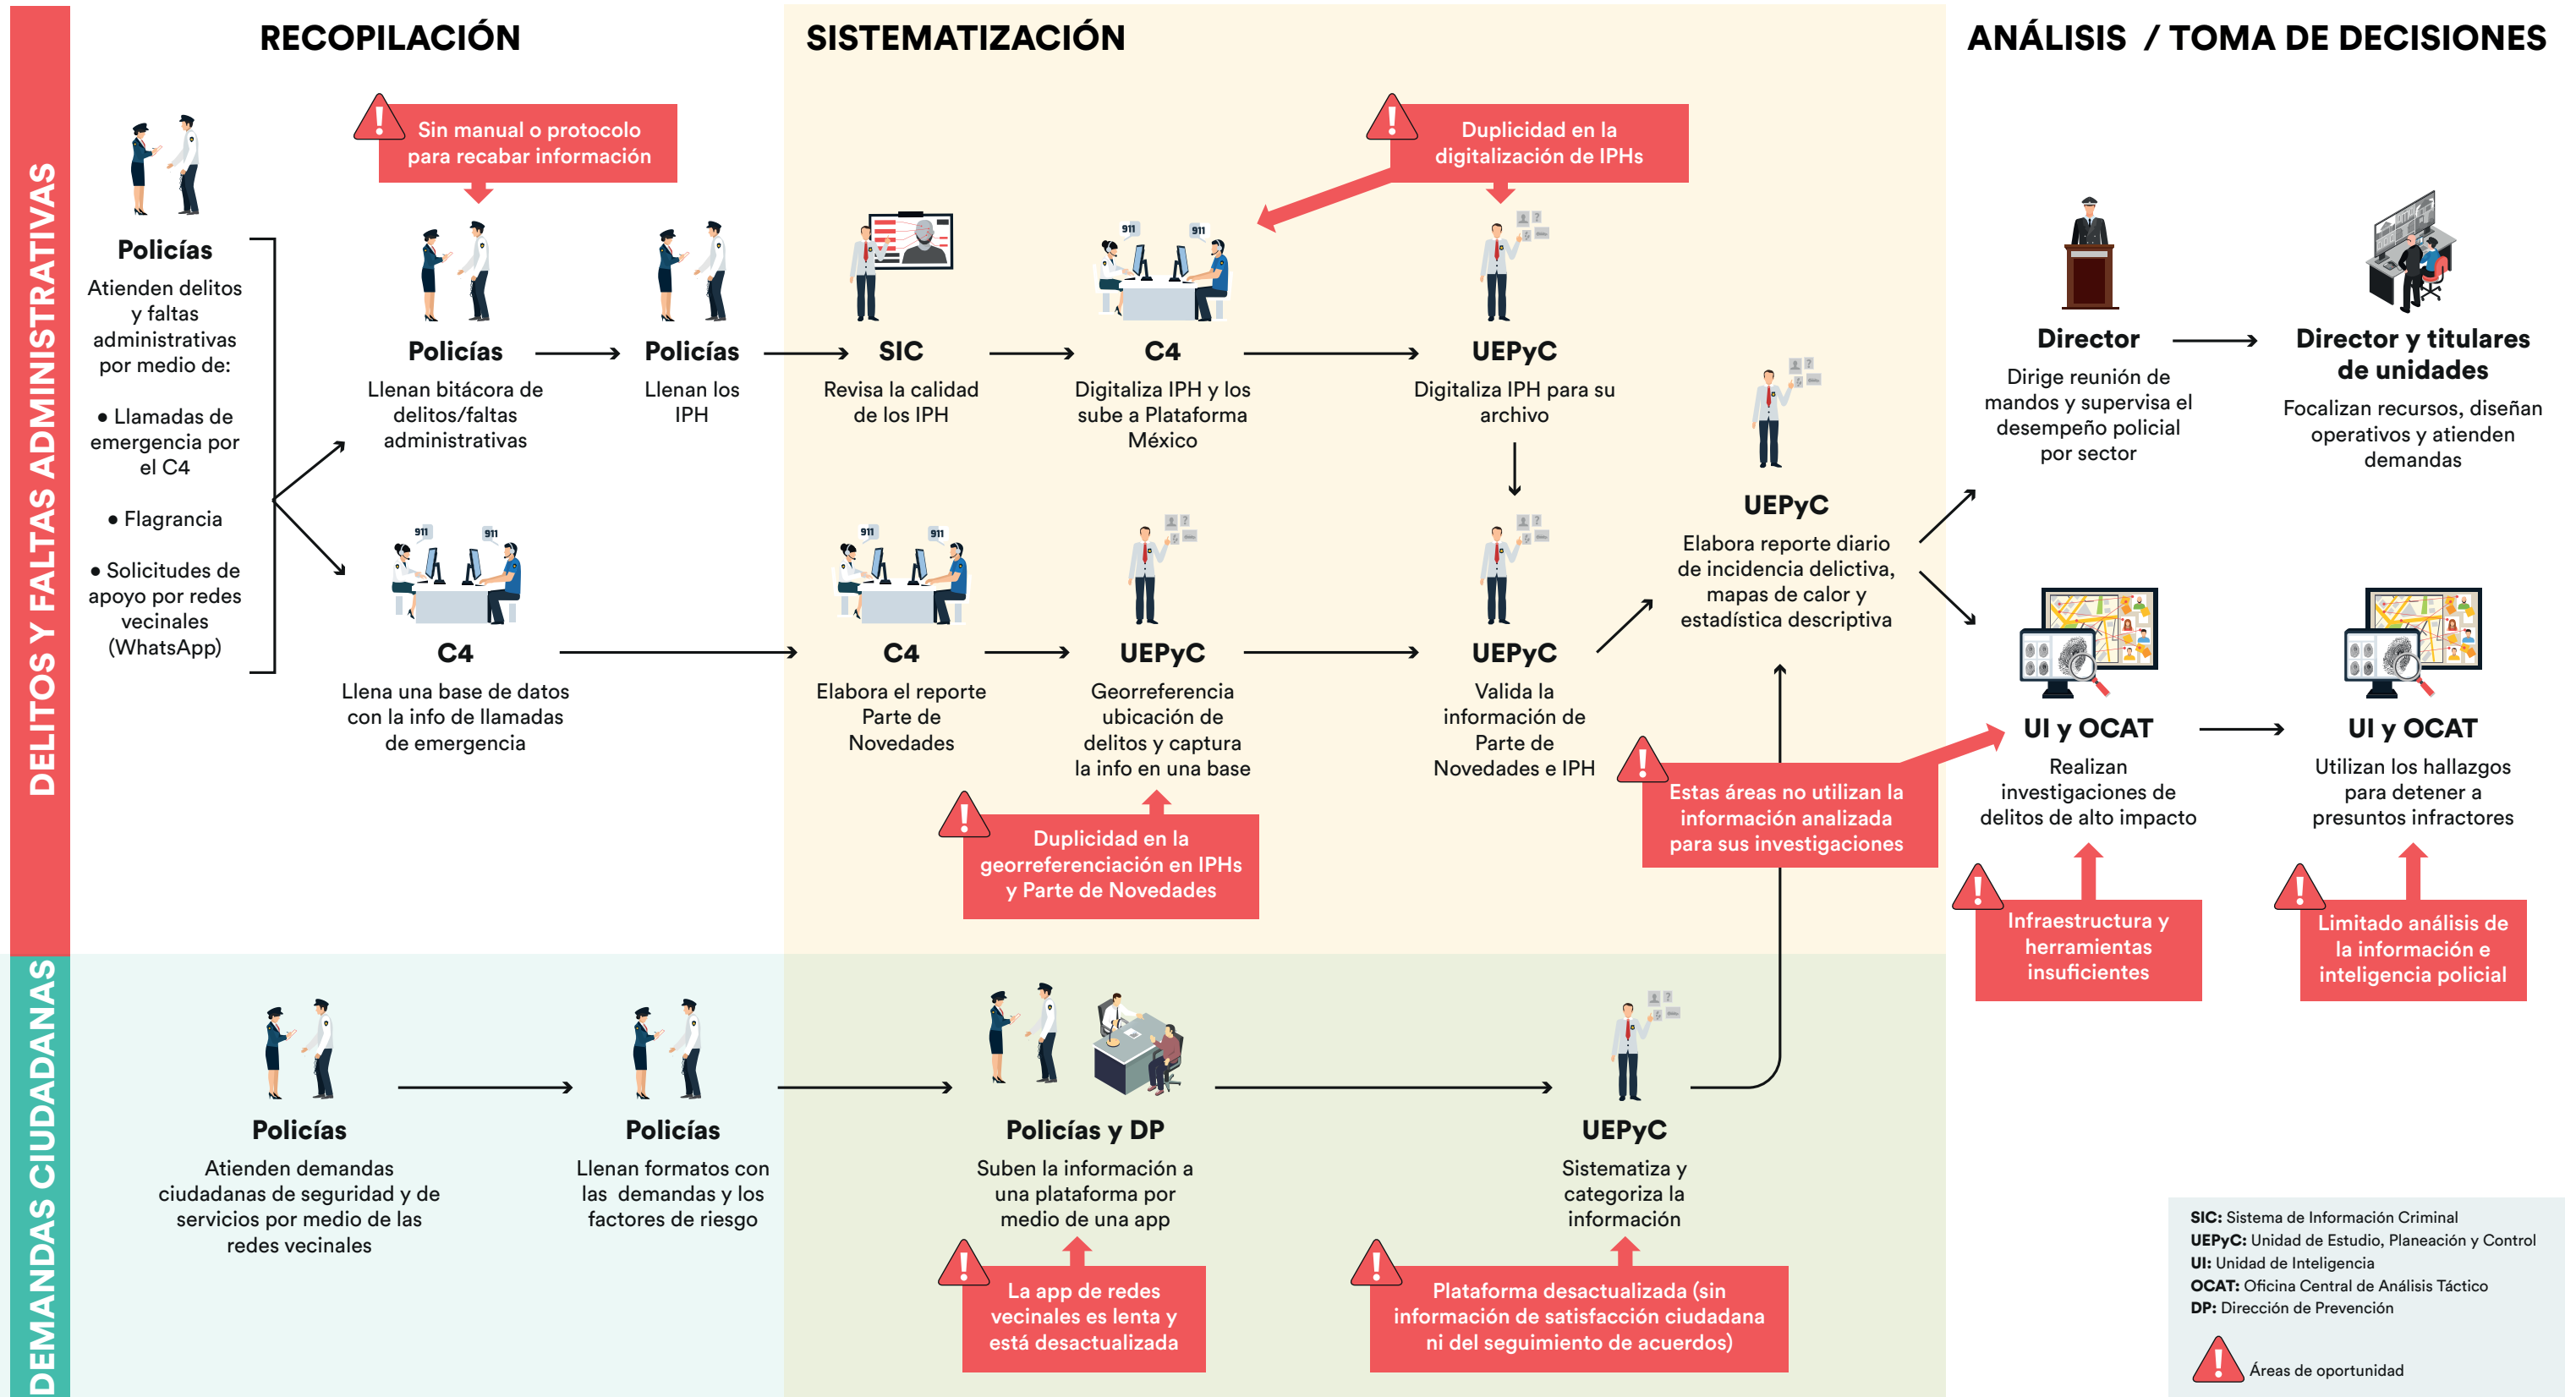 RECOPILACIÓN
SISTEMATIZACIÓN
ANÁLISIS / TOMA DE DECISIONES
DELITOS Y FALTAS ADMINISTRATIVAS
Policías
Atienden delitos
y faltas
administrativas
por medio de:
● Llamadas de
emergencia por
el C4
● Flagrancia
● Solicitudes de
apoyo por redes
vecinales
(WhatsApp)
Sin manual o protocolo
para recabar información
Policías
Llenan bitácora de
delitos/faltas
administrativas
Policías
Llenan los
IPH
SIC
Revisa la calidad
de los IPH
911
911
C4
Digitaliza IPH y los
sube a Plataforma
México
Duplicidad en la
digitalización de IPHs
UEPyC
Digitaliza IPH para su
archivo
911
911
C4
Llena una base de datos
con la info de llamadas
de emergencia
911
911
C4
Elabora el reporte
Parte de
Novedades
UEPyC
Georreferencia
ubicación de
delitos y captura
la info en una base
Duplicidad en la
georreferenciación en IPHs
y Parte de Novedades
UEPyC
Valida la
información de
Parte de
Novedades e IPH
UEPyC
Elabora reporte diario
de incidencia delictiva,
mapas de calor y
estadística descriptiva
Estas áreas no utilizan la
información analizada
para sus investigaciones
Director
Dirige reunión de
mandos y supervisa el
desempeño policial
por sector
Director y titulares
de unidades
Focalizan recursos, diseñan
operativos y atienden
demandas
UI y OCAT
Realizan
investigaciones de
delitos de alto impacto
Infraestructura y
herramientas
insuficientes
UI y OCAT
Utilizan los hallazgos
para detener a
presuntos infractores
Limitado análisis de
la información e
inteligencia policial
DEMANDAS CIUDADANAS
Policías
Atienden demandas
ciudadanas de seguridad y de
servicios por medio de las
redes vecinales
Policías
Llenan formatos con
las demandas y los
factores de riesgo
Policías y DP
Suben la información a
una plataforma por
medio de una app
La app de redes
vecinales es lenta y
está desactualizada
UEPyC
Sistematiza y
categoriza la
información
Plataforma desactualizada (sin
información de satisfacción ciudadana
ni del seguimiento de acuerdos)
SIC: Sistema de Información Criminal
UEPyC: Unidad de Estudio, Planeación y Control
UI: Unidad de Inteligencia
OCAT: Oficina Central de Análisis Táctico
DP: Dirección de Prevención
Áreas de oportunidad